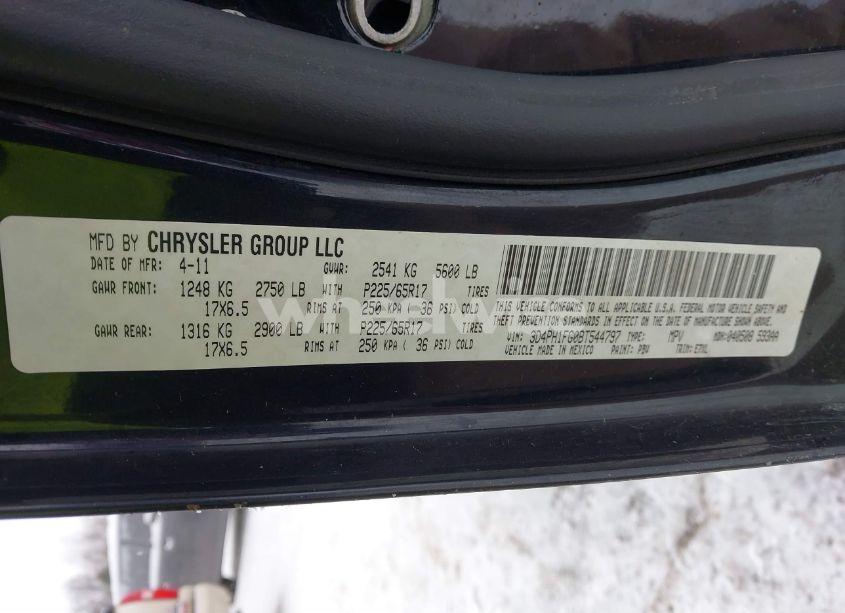 MFD BY CHRYSLER GROUP LLC
DATE OF MFR: 4-11 GVWR: 2541 KG 5600 LB
GAWR FRONT: 1248 KG 2750 LB WITH P225/65R17 TIRES
17X6.5 RIMS AT 250 KPA ( 36 PSI) COLD
GAWR REAR: 1316 KG 2900 LB WITH P225/65R17 TIRES
17X6.5 RIMS AT 250 KPA ( 36 PSI) COLD
THIS VEHICLE CONFORMS TO ALL APPLICABLE U.S.A. FEDERAL MOTOR VEHICLE SAFETY AND
THEFT PREVENTION STANDARDS IN EFFECT ON THE DATE OF MANUFACTURE SHOWN ABOVE.
VIN: 3D4PH1FG0BT544797 TYPE: MPV MDH: 040508 593AA
VEHICLE MADE IN MEXICO PAINT: PBV TRIM: